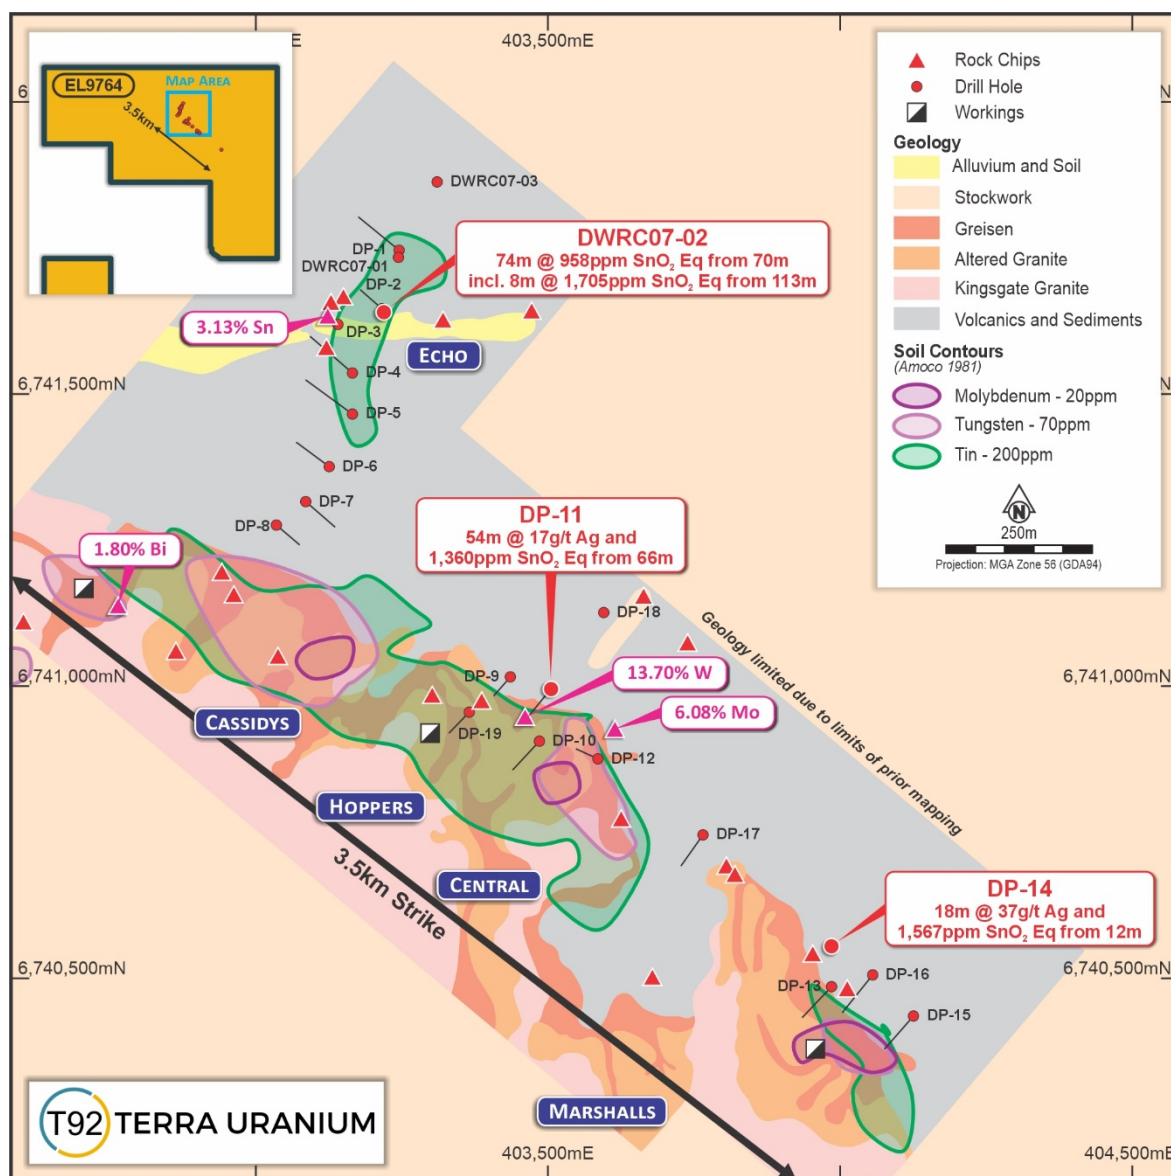 403,500mE
EL9764
MAP AREA
3.5km
Rock Chips
Drill Hole
Workings
Geology
Alluvium and Soil
Stockwork
Greisen
Altered Granite
Kingsgate Granite
Volcanics and Sediments
Soil Contours
(Amoco 1981)
Molybdenum - 20ppm
Tungsten - 70ppm
Tin - 200ppm
N
250m
Projection: MGA Zone 56 (GDA94)
DWRC07-03
DP-1
DWRC07-01
DP-2
DWRC07-02
74m @ 958ppm SnO₂ Eq from 70m
incl. 8m @ 1,705ppm SnO₂ Eq from 113m
3.13% Sn
DP-3
ECHO
DP-4
6,741,500mN
DP-5
DP-6
DP-7
DP-8
DP-11
54m @ 17g/t Ag and
1,360ppm SnO₂ Eq from 66m
1.80% Bi
DP-18
Geology limited due to limits of prior mapping
DP-9
13.70% W
6,741,000mN
6,741,000mN
6.08% Mo
CASSIDYS
DP-19
DP-10
DP-12
HOPPERS
3.5km Strike
DP-17
CENTRAL
DP-14
18m @ 37g/t Ag and
1,567ppm SnO₂ Eq from 12m
6,740,500mN
6,740,500mN
DP-16
DP-13
DP-15
MARSHALLS
T92 TERRA URANIUM
403,500mE
404,500mE